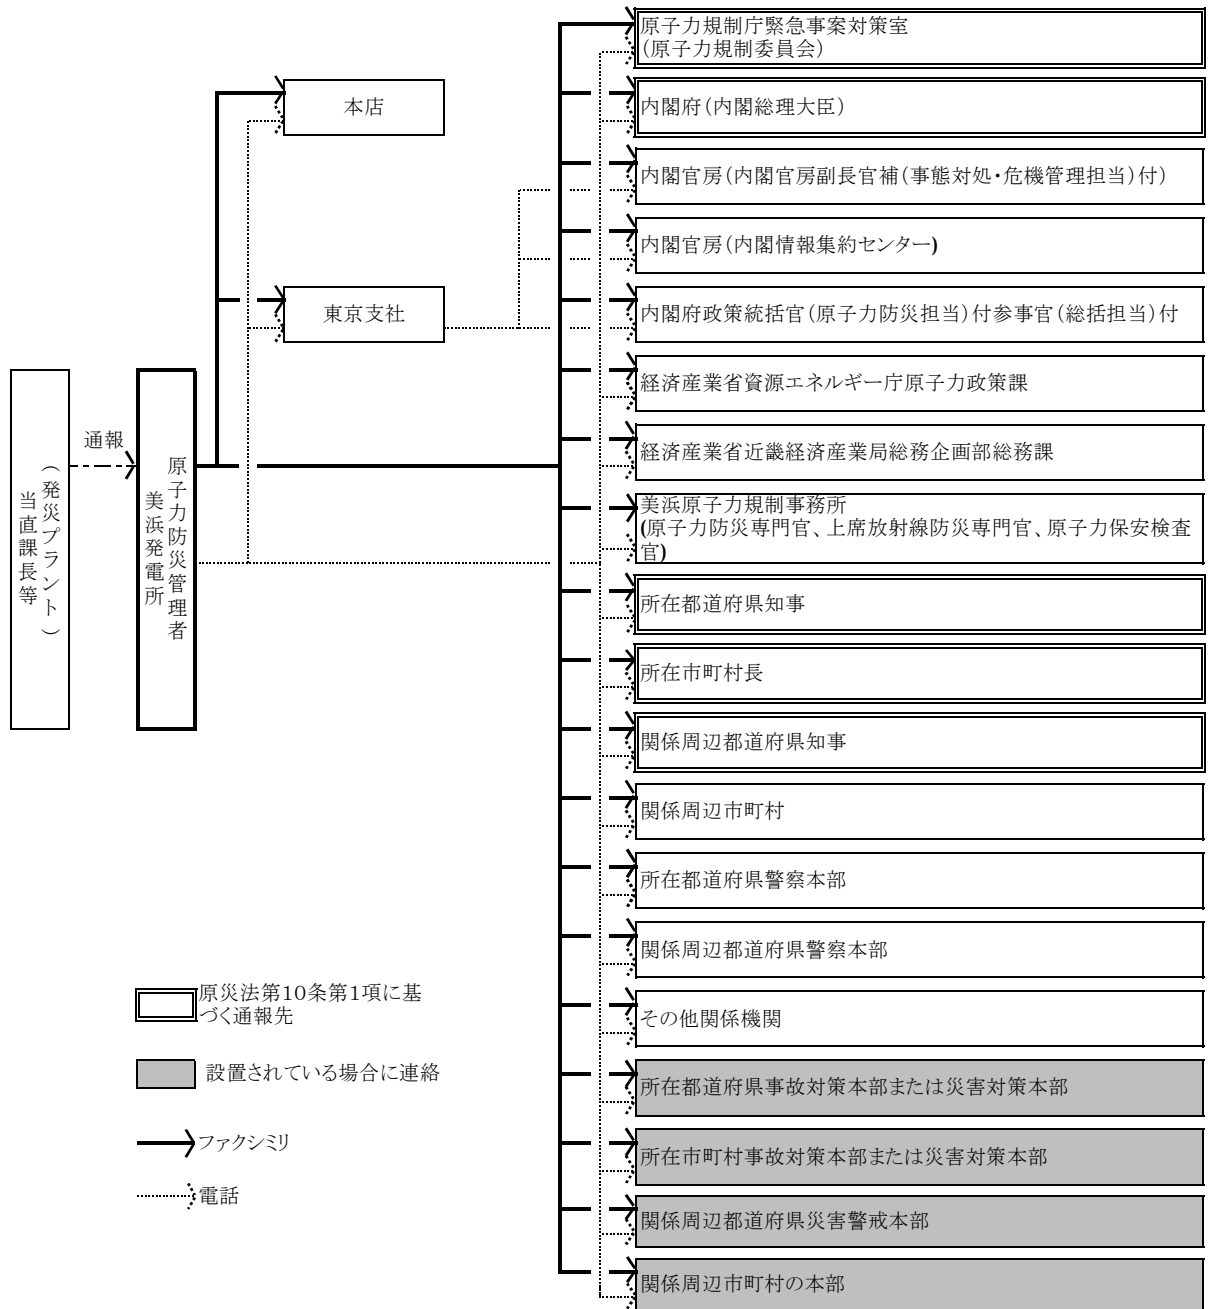 原子力規制庁緊急事案対策室
(原子力規制委員会)
本店
内閣府(内閣総理大臣)
内閣官房(内閣官房副長官補(事態対処・危機管理担当)付)
内閣官房(内閣情報集約センター)
東京支社
内閣府政策統括官(原子力防災担当)付参事官(総括担当)付
経済産業省資源エネルギー庁原子力政策課
経済産業省近畿経済産業局総務企画部総務課
通報
(発災プラント)
当直課長等
原子力防災管理者
美浜発電所
美浜原子力規制事務所
(原子力防災専門官、上席放射線防災専門官、原子力保安検査
官)
所在都道府県知事
所在市町村長
関係周辺都道府県知事
関係周辺市町村
所在都道府県警察本部
関係周辺都道府県警察本部
その他関係機関
所在都道府県事故対策本部または災害対策本部
所在市町村事故対策本部または災害対策本部
関係周辺都道府県災害警戒本部
関係周辺市町村の本部
原災法第10条第1項に基
づく通報先
設置されている場合に連絡
ファクシミリ
電話